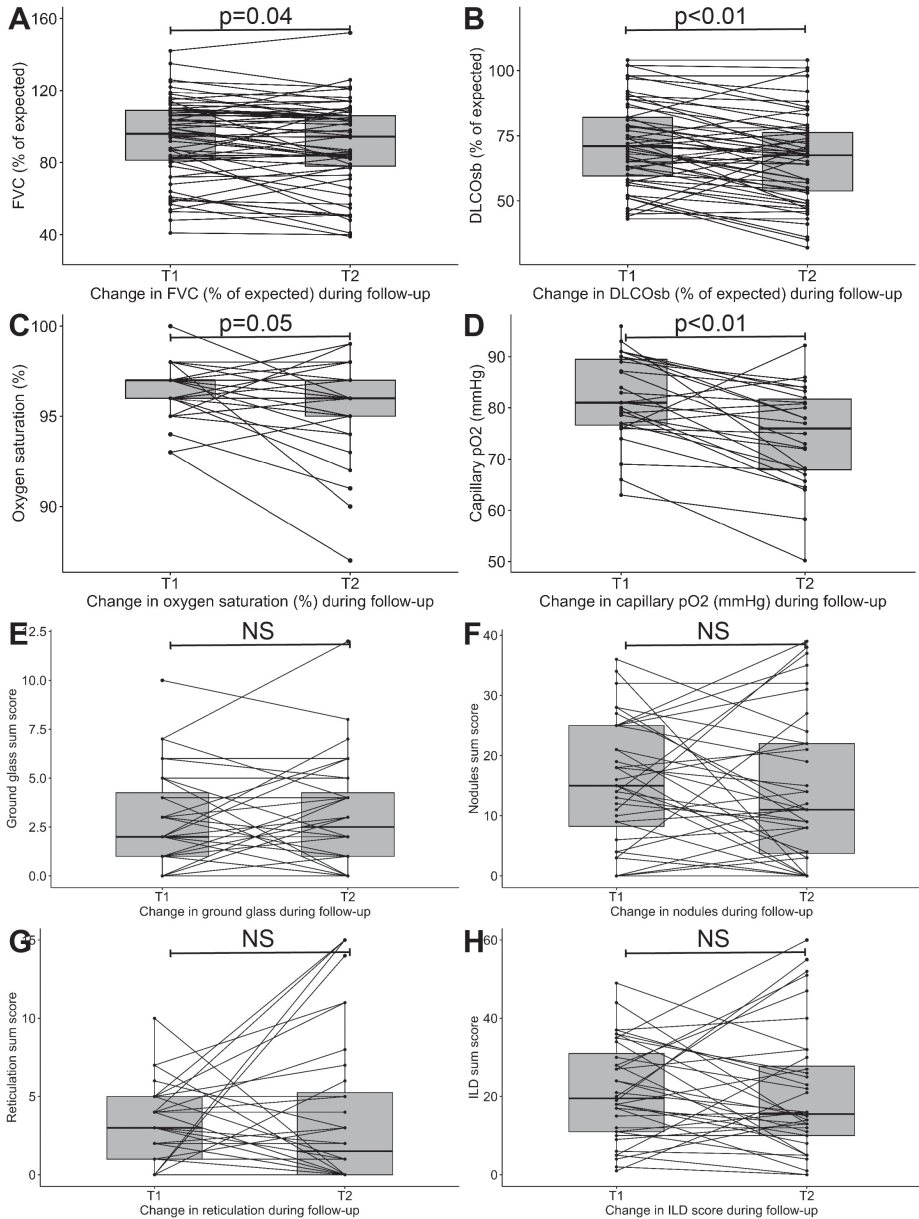 A
p=0.04
160
120
80
40
FVC (% of expected)
T1 T2
Change in FVC (% of expected) during follow-up
B
p<0.01
100
75
50
DLCOsb (% of expected)
T1 T2
Change in DLCOsb (% of expected) during follow-up
C
p=0.05
100
95
90
Oxygen saturation (%)
T1 T2
Change in oxygen saturation (%) during follow-up
D
p<0.01
90
80
70
60
50
Capillary pO2 (mmHg)
T1 T2
Change in capillary pO2 (mmHg) during follow-up
E
NS
12.5
10.0
7.5
5.0
2.5
0.0
Ground glass sum score
T1 T2
Change in ground glass during follow-up
F
NS
40
30
20
10
0
Nodules sum score
T1 T2
Change in nodules during follow-up
G
NS
15
10
5
0
Reticulation sum score
T1 T2
Change in reticulation during follow-up
H
NS
60
40
20
0
ILD sum score
T1 T2
Change in ILD score during follow-up